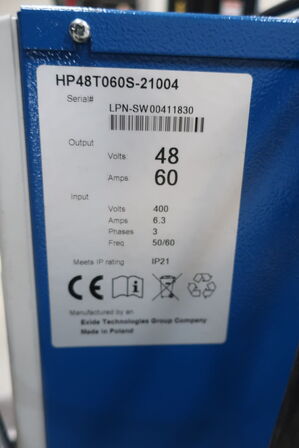 HP48T060S-21004
Serial#
LPN-SW00411830
Output
Volts 48
Amps 60
Input
Volts 400
Amps 6.3
Phases 3
Freq 50/60
Meets IP rating IP21
CE
Manufactured by an
Exide Technologies Group Company
Made in Poland